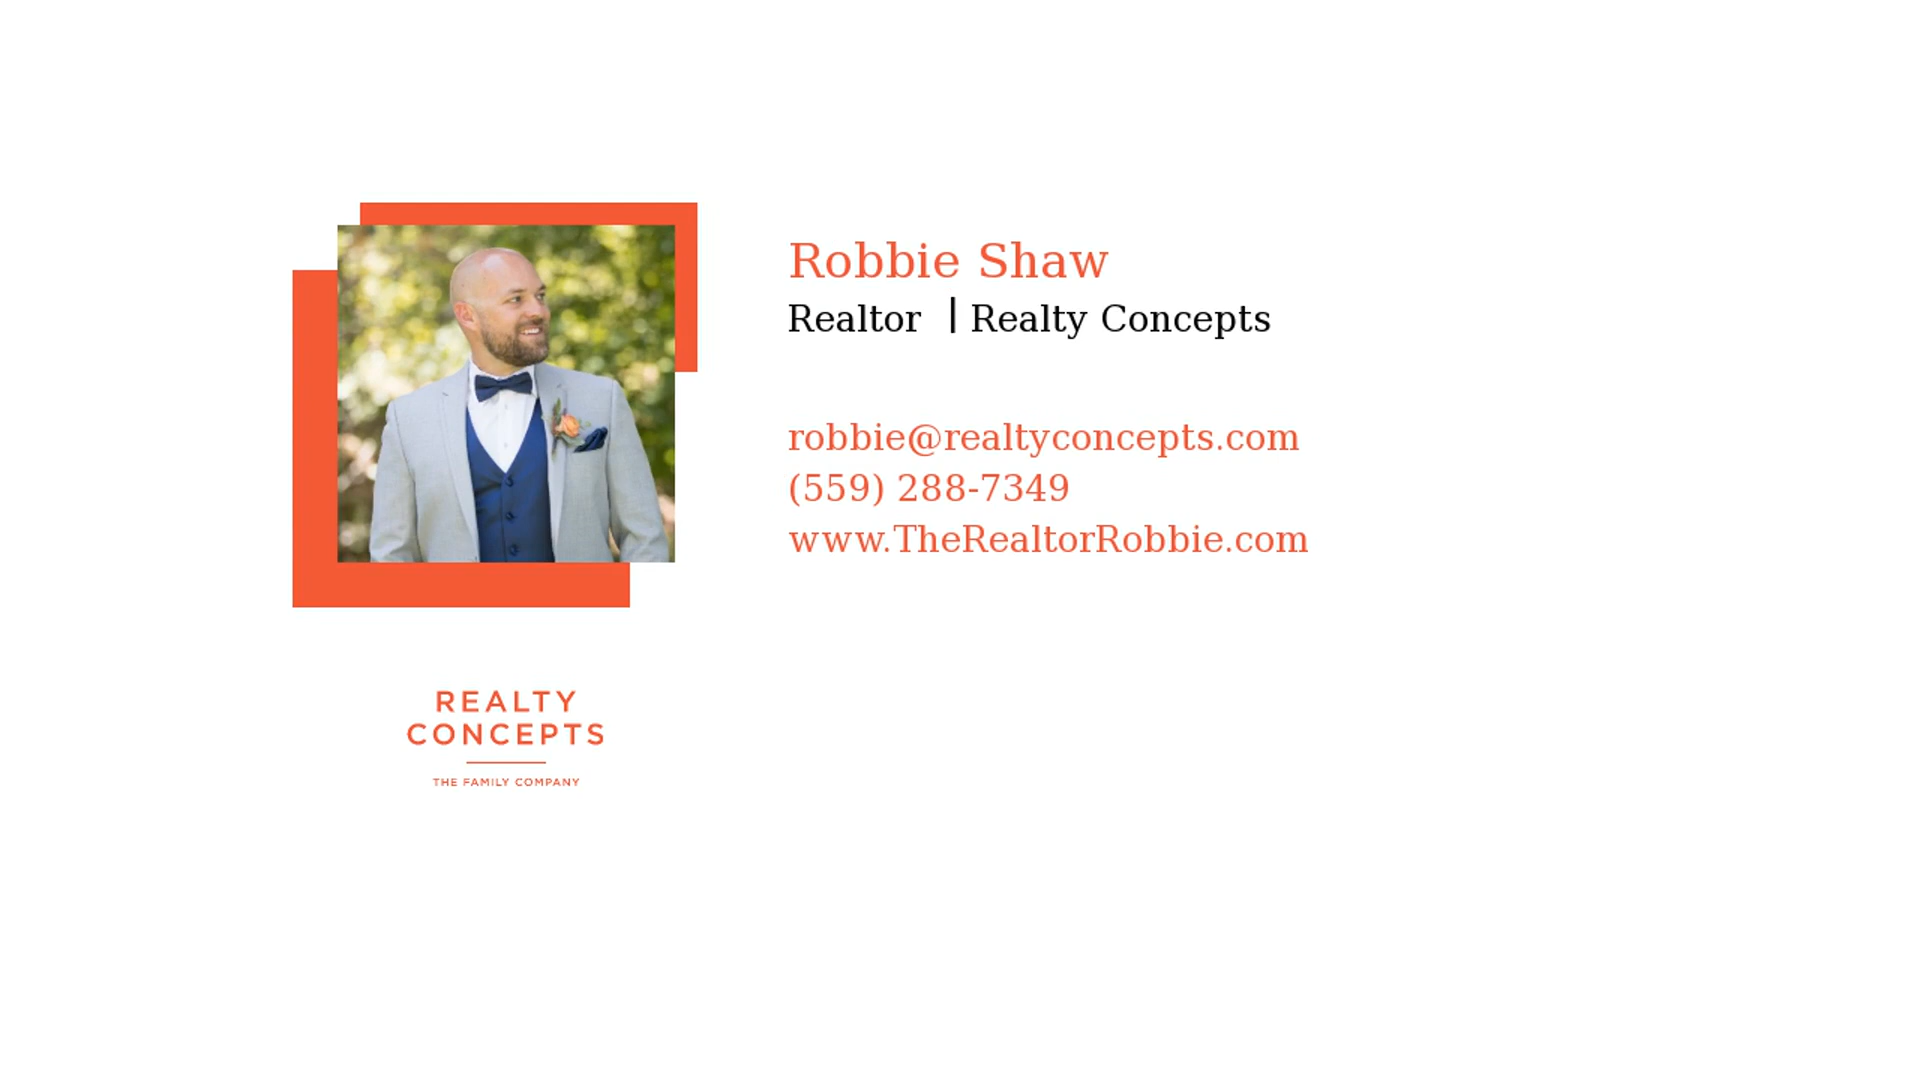 Robbie Shaw
Realtor | Realty Concepts
robbie@realtyconcepts.com
(559) 288-7349
www.TheRealtorRobbie.com
REALTY
CONCEPTS
THE FAMILY COMPANY